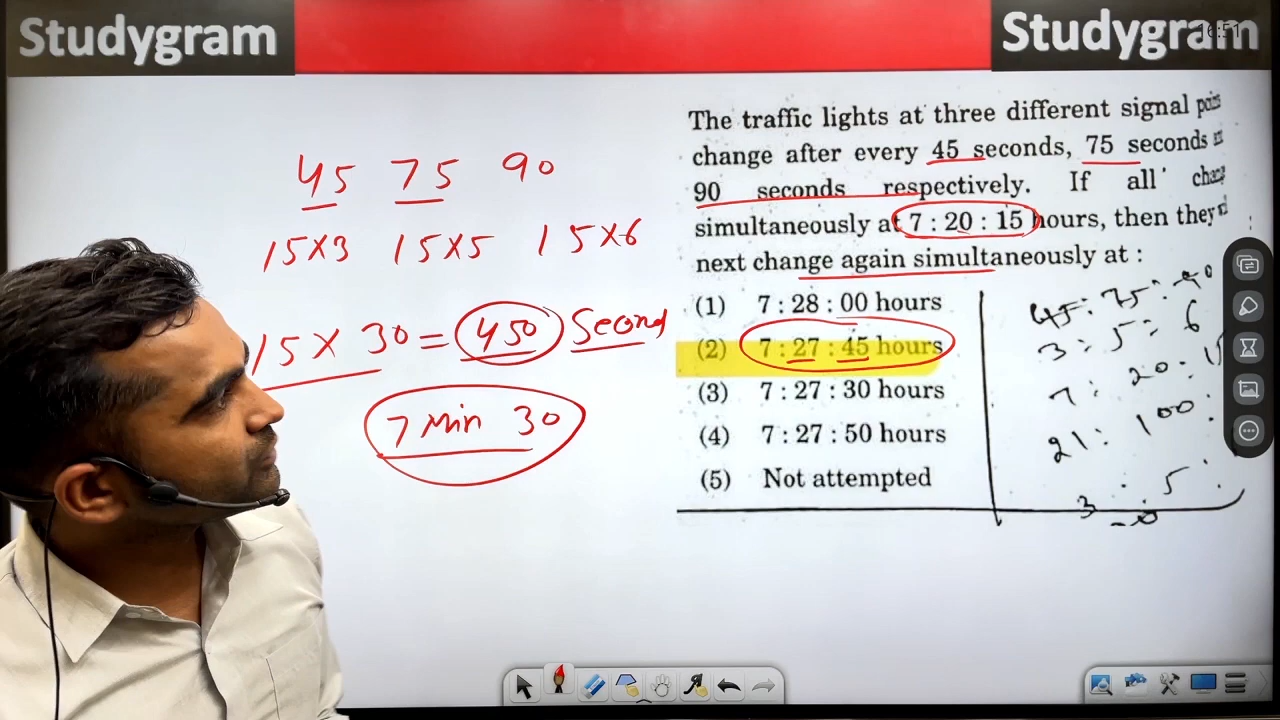 Studygram
Studygram
45 75 90
15×3 15×5 15×6
15 × 30 = 450 Second
7 Min 30
The traffic lights at three different signal
change after every 45 seconds, 75 seconds
90 seconds respectively. If all
simultaneously at 7 : 20 : 15 hours, then they
next change again simultaneously at :
(1) 7 : 28 : 00 hours
(2) 7 : 27 : 45 hours
(3) 7 : 27 : 30 hours
(4) 7 : 27 : 50 hours
(5) Not attempted
45 : 75 : 90
3 : 5 : 6
7 : 20 : 15
21 : 100 :
3 : 5 :